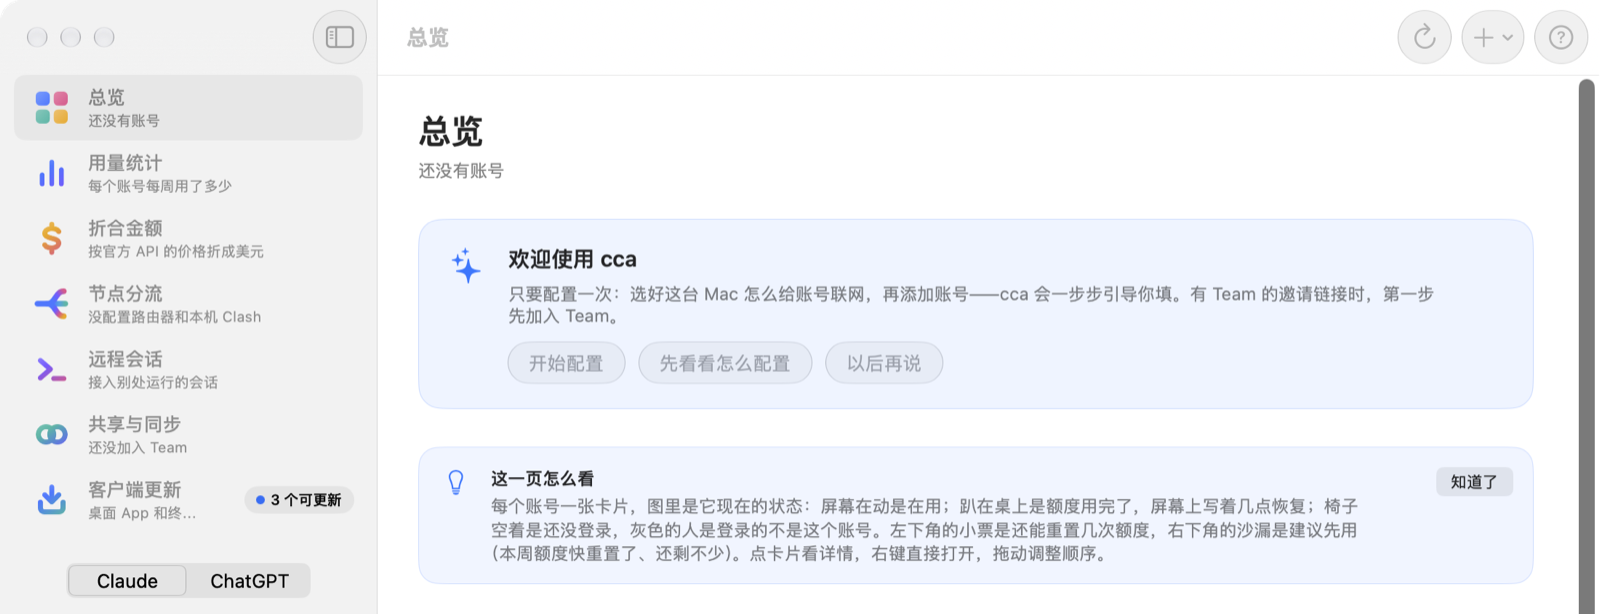 总览
总览
还没有账号
用量统计
每个账号每周用了多少
折合金额
按官方 API 的价格折成美元
节点分流
没配置路由器和本机 Clash
远程会话
接入别处运行的会话
共享与同步
还没加入 Team
客户端更新
桌面 App 和终...
3 个可更新
Claude
ChatGPT
总览
还没有账号
欢迎使用 cca
只要配置一次：选好这台 Mac 怎么给账号联网，再添加账号——cca 会一步步引导你填。有 Team 的邀请链接时，第一步
先加入 Team。
开始配置
先看看怎么配置
以后再说
这一页怎么看
知道了
每个账号一张卡片，图里是它现在的状态：屏幕在动是在用；趴在桌上是额度用完了，屏幕上写着几点恢复；椅子
空着是还没登录，灰色的人是登录的不是这个账号。左下角的小票是还能重置几次额度，右下角的沙漏是建议先用
（本周额度快重置了、还剩不少）。点卡片看详情，右键直接打开，拖动调整顺序。